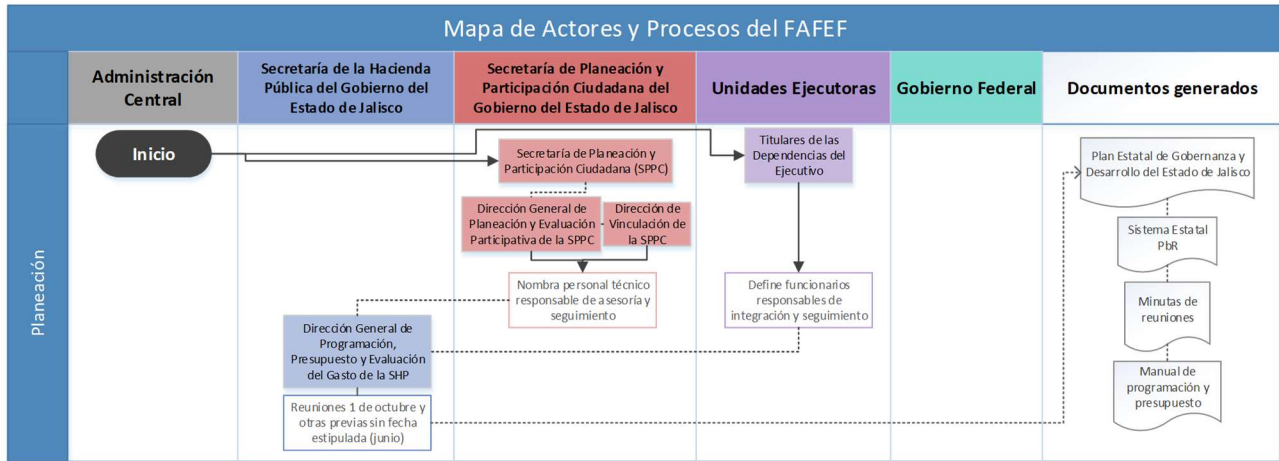 Mapa de Actores y Procesos del FAFEF
Administración
Central
Secretaría de la Hacienda
Pública del Gobierno del
Estado de Jalisco
Secretaría de Planeación y
Participación Ciudadana del
Gobierno del Estado de Jalisco
Unidades Ejecutoras
Gobierno Federal
Documentos generados
Planeación
Inicio
Secretaría de Planeación y
Participación Ciudadana (SPPC)
Titulares de las
Dependencias del
Ejecutivo
Plan Estatal de Gobernanza y
Desarrollo del Estado de Jalisco
Dirección General de
Planeación y Evaluación
Participativa de la SPPC
Dirección de
Vinculación de
la SPPC
Sistema Estatal
PbR
Nombra personal técnico
responsable de asesoría y
seguimiento
Define funcionarios
responsables de
integración y seguimiento
Minutas de
reuniones
Dirección General de
Programación,
Presupuesto y Evaluación
del Gasto de la SHP
Manual de
programación y
presupuesto
Reuniones 1 de octubre y
otras previas sin fecha
estipulada (junio)